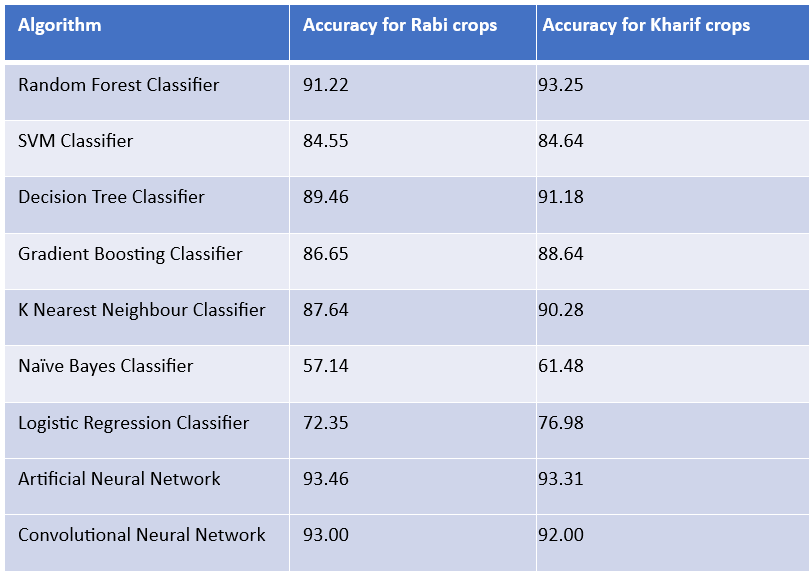 Algorithm Accuracy for Rabi crops Accuracy for Kharif crops
Random Forest Classifier 91.22 93.25
SVM Classifier 84.55 84.64
Decision Tree Classifier 89.46 91.18
Gradient Boosting Classifier 86.65 88.64
K Nearest Neighbour Classifier 87.64 90.28
Naïve Bayes Classifier 57.14 61.48
Logistic Regression Classifier 72.35 76.98
Artificial Neural Network 93.46 93.31
Convolutional Neural Network 93.00 92.00